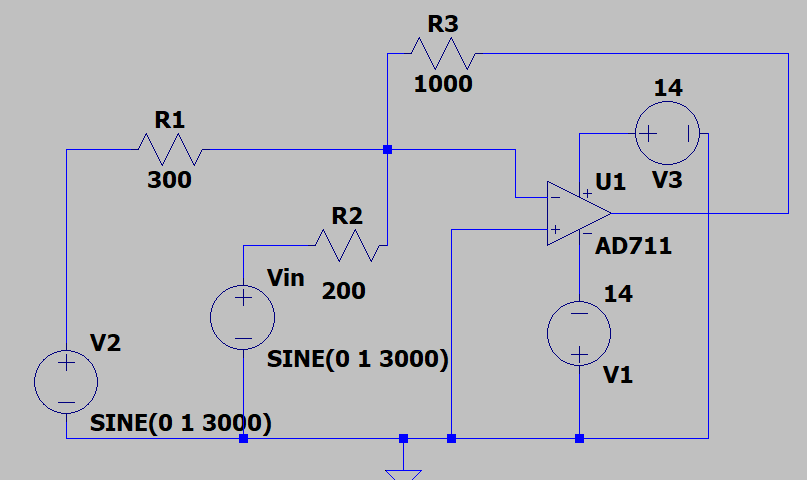 R3
1000
14
V3
R1
300
U1
R2
200
AD711
Vin
14
V2
SINE(0 1 3000)
V1
SINE(0 1 3000)